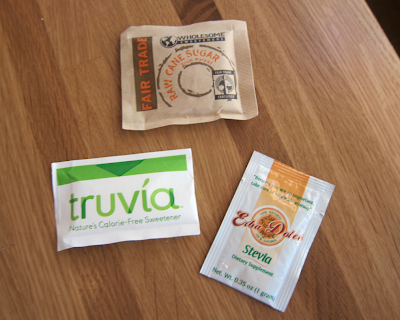 WHOLESOME
SWEETENERS
FAIR TRADE
RAW CANE SUGAR
truvía
Nature's Calorie-Free Sweetener
Stevia
Dietary Supplement
Net. Wt. 0.35 oz (1 gram)